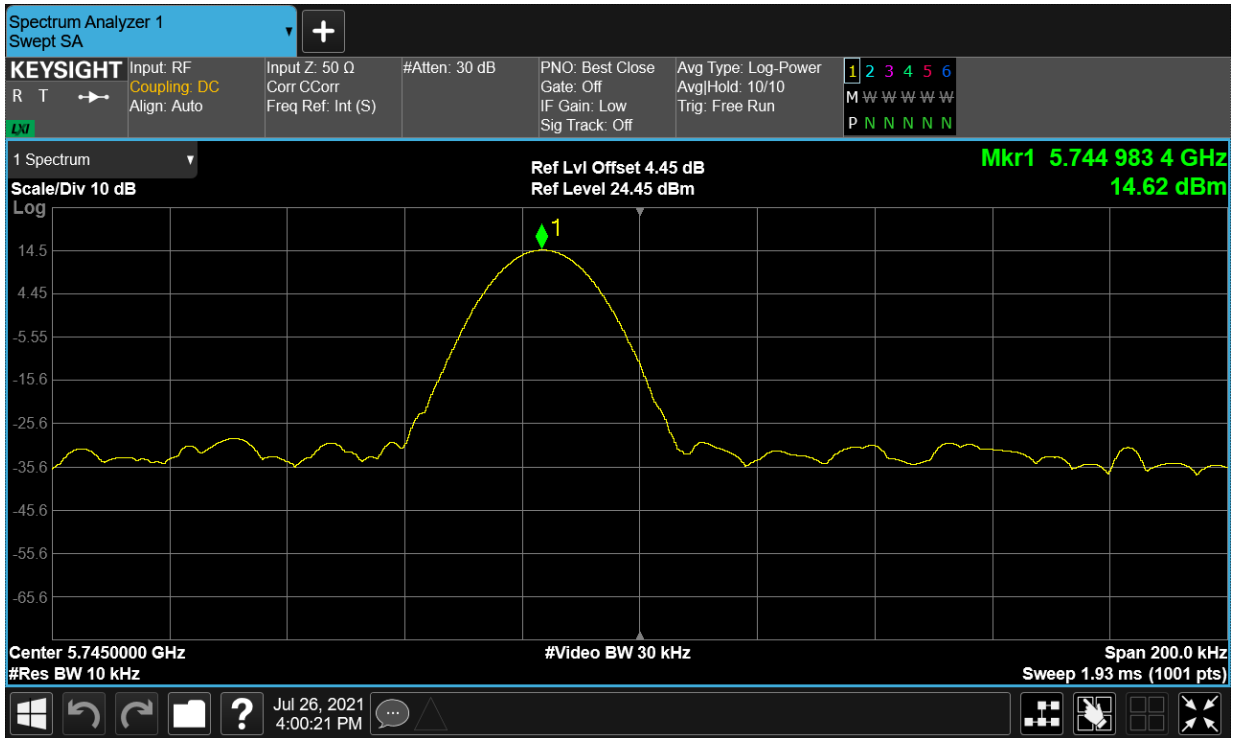 Spectrum Analyzer 1
Swept SA
KEYSIGHT
R T
LXI
Input: RF
Coupling: DC
Align: Auto
Input Z: 50 Ω
Corr CCorr
Freq Ref: Int (S)
#Atten: 30 dB
PNO: Best Close
Gate: Off
IF Gain: Low
Sig Track: Off
Avg Type: Log-Power
Avg|Hold: 10/10
Trig: Free Run
1 2 3 4 5 6
M W W W W W
P N N N N N
1 Spectrum
Scale/Div 10 dB
Log
Ref Lvl Offset 4.45 dB
Ref Level 24.45 dBm
Mkr1 5.744 983 4 GHz
14.62 dBm
1
14.5
4.45
-5.55
-15.6
-25.6
-35.6
-45.6
-55.6
-65.6
Center 5.7450000 GHz
#Res BW 10 kHz
#Video BW 30 kHz
Span 200.0 kHz
Sweep 1.93 ms (1001 pts)
?
Jul 26, 2021
4:00:21 PM